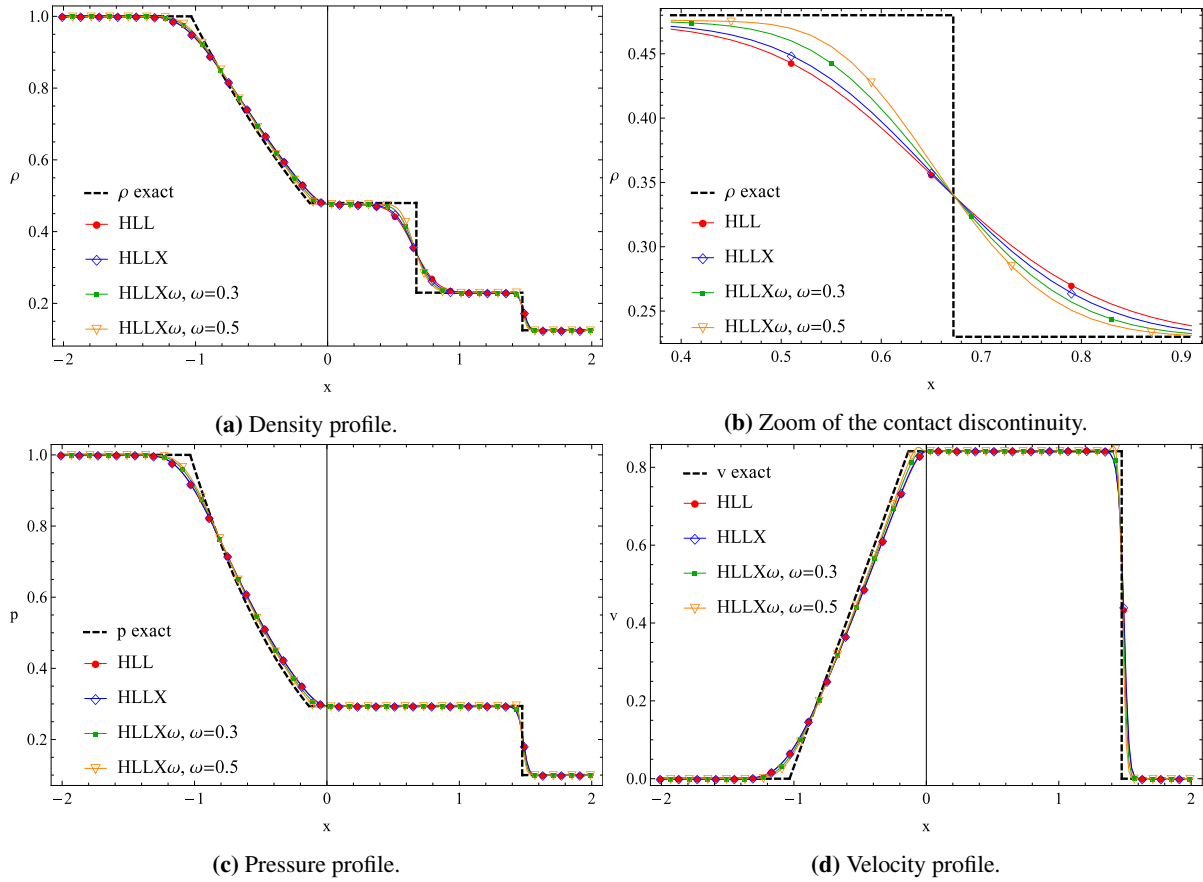 1.0
0.8
0.6
0.4
0.2
ρ
ρ exact
HLL
HLLX
HLLXω, ω=0.3
HLLXω, ω=0.5
−2
−1
0
1
2
x
(a) Density profile.
0.45
0.40
0.35
0.30
0.25
ρ
ρ exact
HLL
HLLX
HLLXω, ω=0.3
HLLXω, ω=0.5
0.4
0.5
0.6
0.7
0.8
0.9
x
(b) Zoom of the contact discontinuity.
1.0
0.8
0.6
0.4
0.2
p
p exact
HLL
HLLX
HLLXω, ω=0.3
HLLXω, ω=0.5
−2
−1
0
1
2
x
(c) Pressure profile.
0.8
0.6
0.4
0.2
0.0
v
v exact
HLL
HLLX
HLLXω, ω=0.3
HLLXω, ω=0.5
−2
−1
0
1
2
x
(d) Velocity profile.